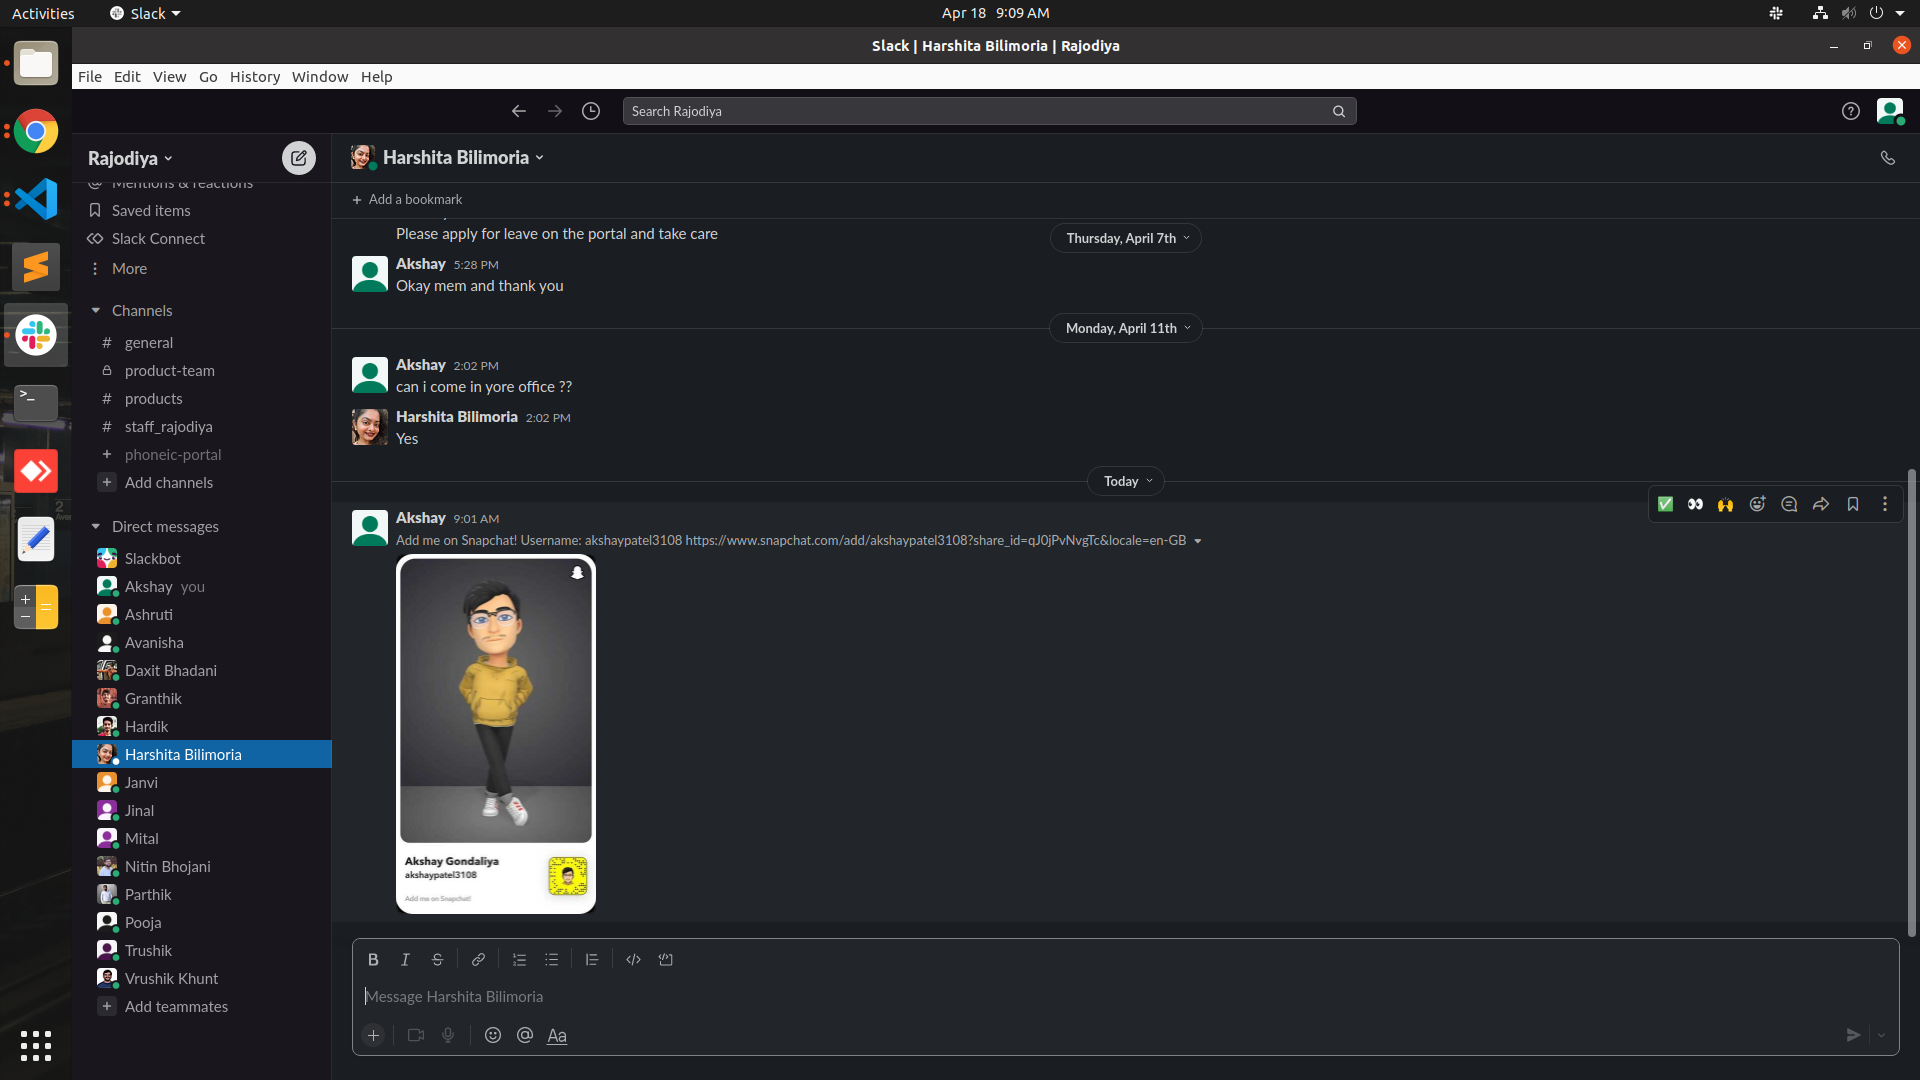 Activities
Slack
Apr 18 9:09 AM
Slack | Harshita Bilimoria | Rajodiya
File Edit View Go History Window Help
Search Rajodiya
Rajodiya
Mentions & reactions
Saved items
Slack Connect
More
Channels
# general
product-team
# products
# staff_rajodiya
+ phoneic-portal
+ Add channels
Direct messages
Slackbot
Akshay you
Ashruti
Avanisha
Daxit Bhadani
Granthik
Hardik
Harshita Bilimoria
Janvi
Jinal
Mital
Nitin Bhojani
Parthik
Pooja
Trushik
Vrushik Khunt
+ Add teammates
Harshita Bilimoria
+ Add a bookmark
Thursday, April 7th
Please apply for leave on the portal and take care
Akshay 5:28 PM
Okay mem and thank you
Monday, April 11th
Akshay 2:02 PM
can i come in yore office ??
Harshita Bilimoria 2:02 PM
Yes
Today
Akshay 9:01 AM
Add me on Snapchat! Username: akshaypatel3108 https://www.snapchat.com/add/akshaypatel3108?share_id=qJ0jPvNvgTc&locale=en-GB
Akshay Gondaliya
akshaypatel3108
Add me on Snapchat!
B I S
Message Harshita Bilimoria
+ @ Aa